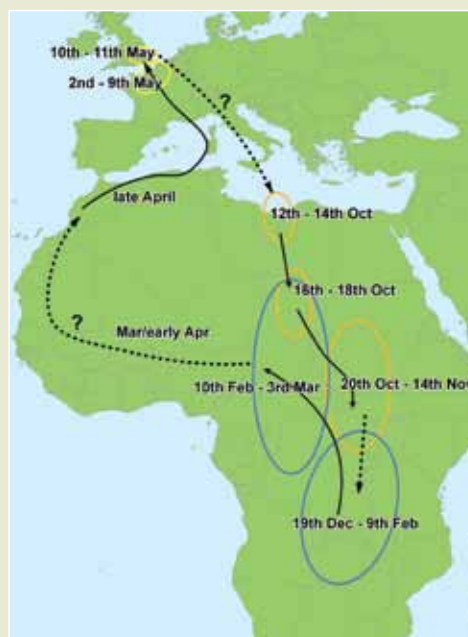 10th - 11th May
2nd - 9th May
?
late April
12th - 14th Oct
16th - 18th Oct
?
Mar/early Apr
10th Feb - 3rd Mar
20th Oct - 14th Nov
19th Dec - 9th Feb